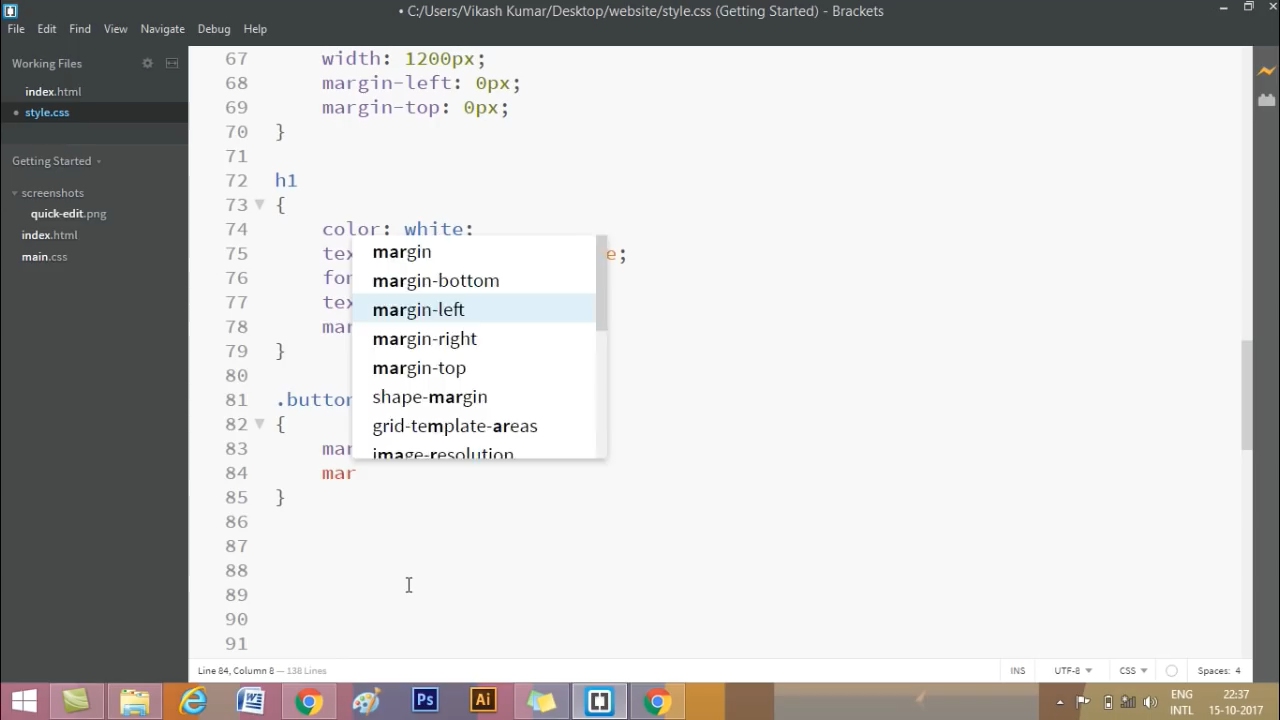 • C:/Users/Vikash Kumar/Desktop/website/style.css (Getting Started) - Brackets
File Edit Find View Navigate Debug Help
Working Files
index.html
• style.css
Getting Started
screenshots
quick-edit.png
index.html
main.css
67 width: 1200px;
68 margin-left: 0px;
69 margin-top: 0px;
70 }
71
72 h1
73 {
74 color: white;
75 tex e;
76 for
77 tex
78 mar
79 }
80
81 .button
82 {
83 mar
84 mar
85 }
86
87
88
89
90
91
margin
margin-bottom
margin-left
margin-right
margin-top
shape-margin
grid-template-areas
image-resolution
Line 84, Column 8 — 138 Lines
INS UTF-8 CSS Spaces: 4
W Ps Ai
ENG 22:37
INTL 15-10-2017